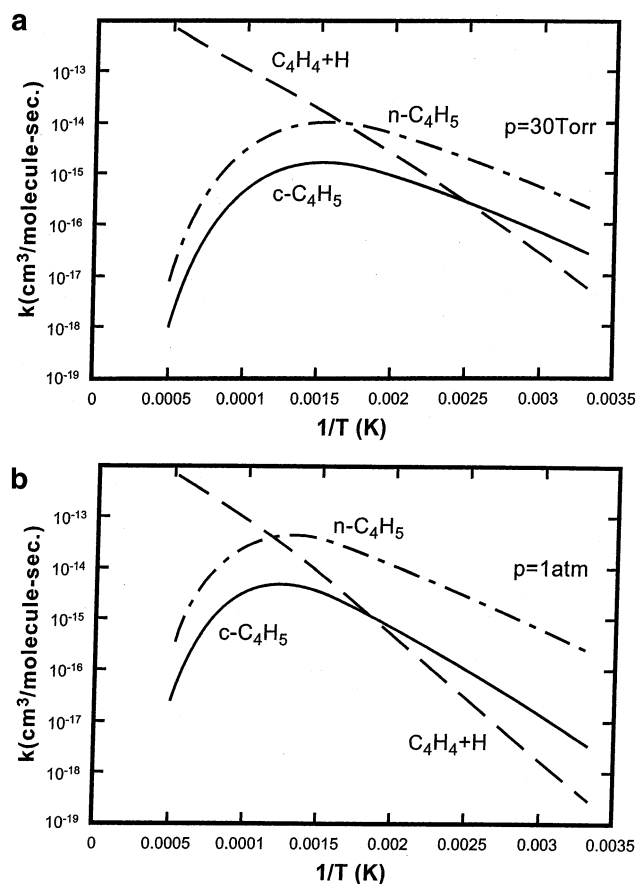 a
C₄H₄+H
10⁻¹³
n-C₄H₅
10⁻¹⁴
p=30Torr
10⁻¹⁵
c-C₄H₅
10⁻¹⁶
10⁻¹⁷
10⁻¹⁸
10⁻¹⁹
k(cm³/molecule-sec.)
0 0.0005 0.0001 0.0015 0.002 0.0025 0.003 0.0035
1/T (K)
b
10⁻¹³
n-C₄H₅
10⁻¹⁴
p=1atm
10⁻¹⁵
c-C₄H₅
10⁻¹⁶
10⁻¹⁷
C₄H₄+H
10⁻¹⁸
10⁻¹⁹
k(cm³/molecule-sec.)
0 0.0005 0.0001 0.0015 0.002 0.0025 0.003 0.0035
1/T (K)